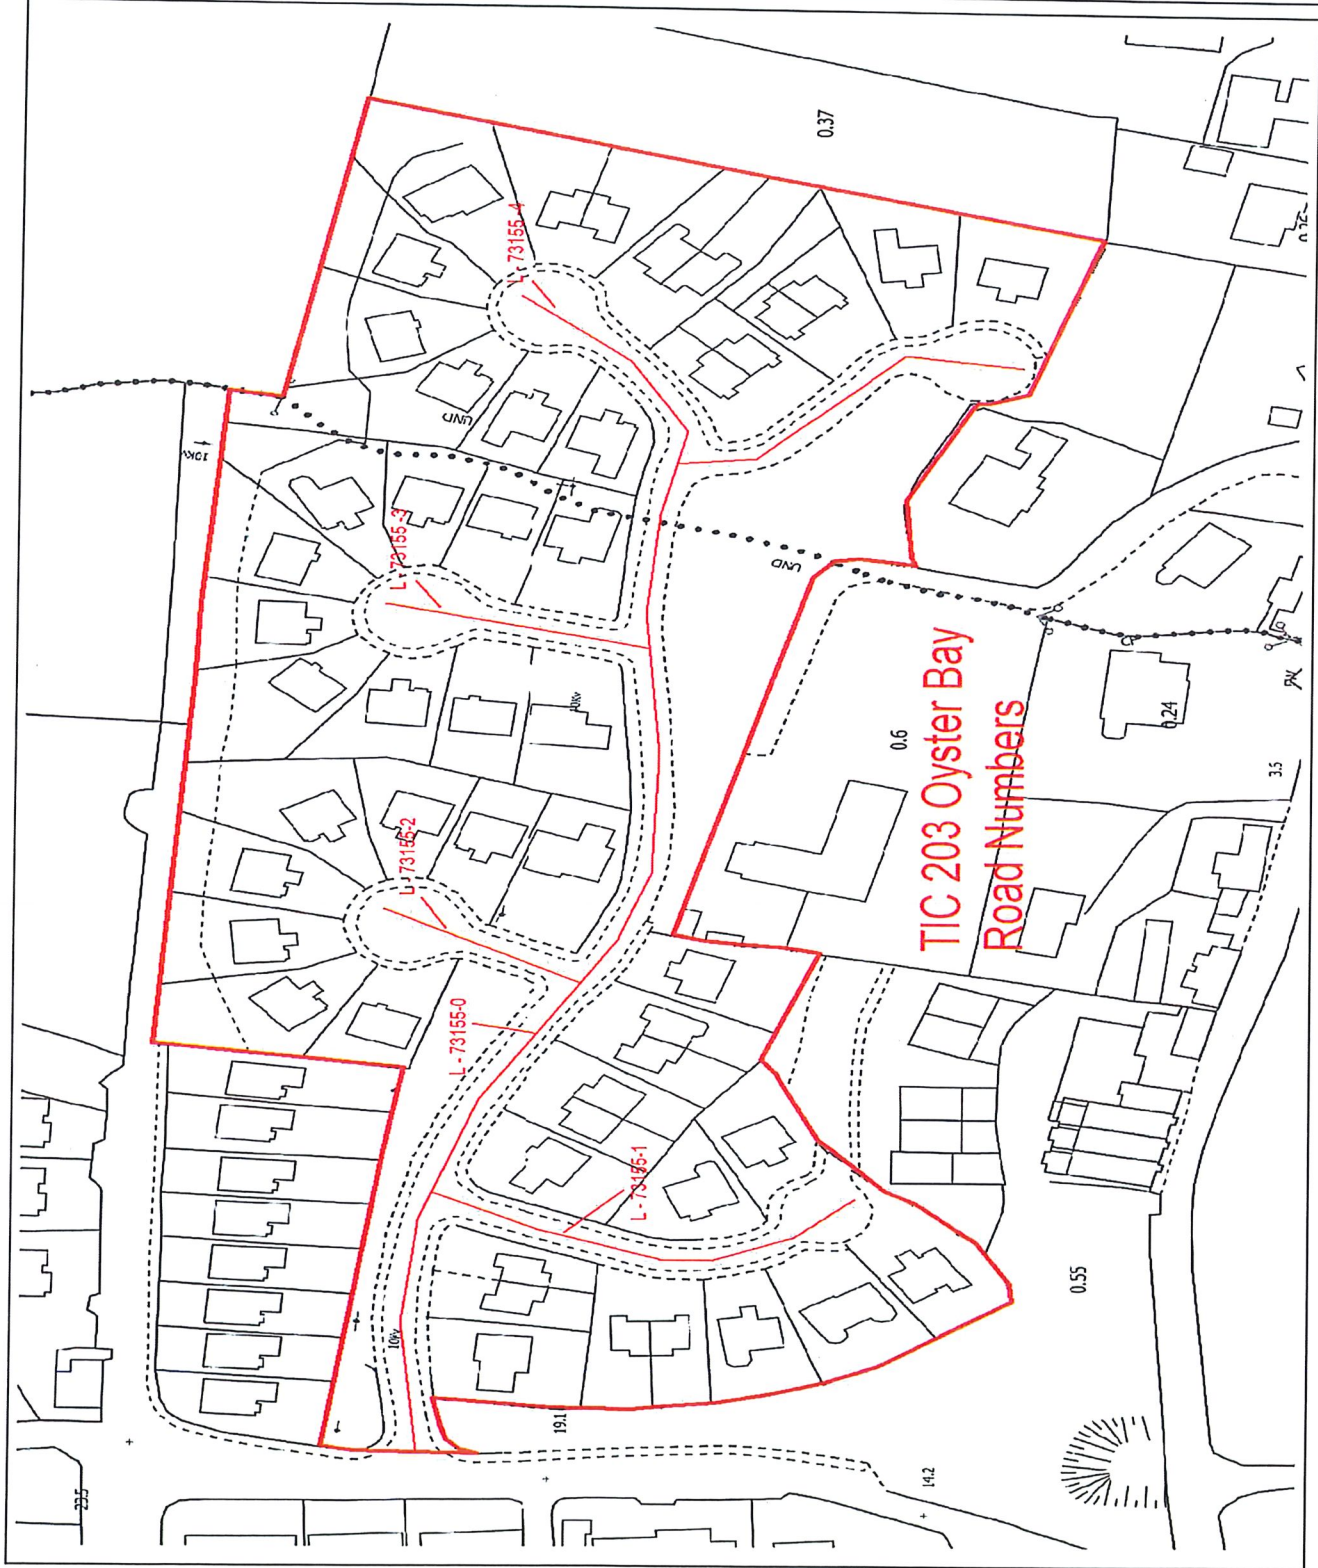 TIC 203 Oyster Bay
Road Numbers
L - 73155-4
L - 73155 -3
L - 73155-2
L - 73155-0
L - 73155-1
0.37
UND
10Kv
UND
10Kv
0.6
0.24
3.5
CP
0.55
10Kv
19.1
14.2
23.5